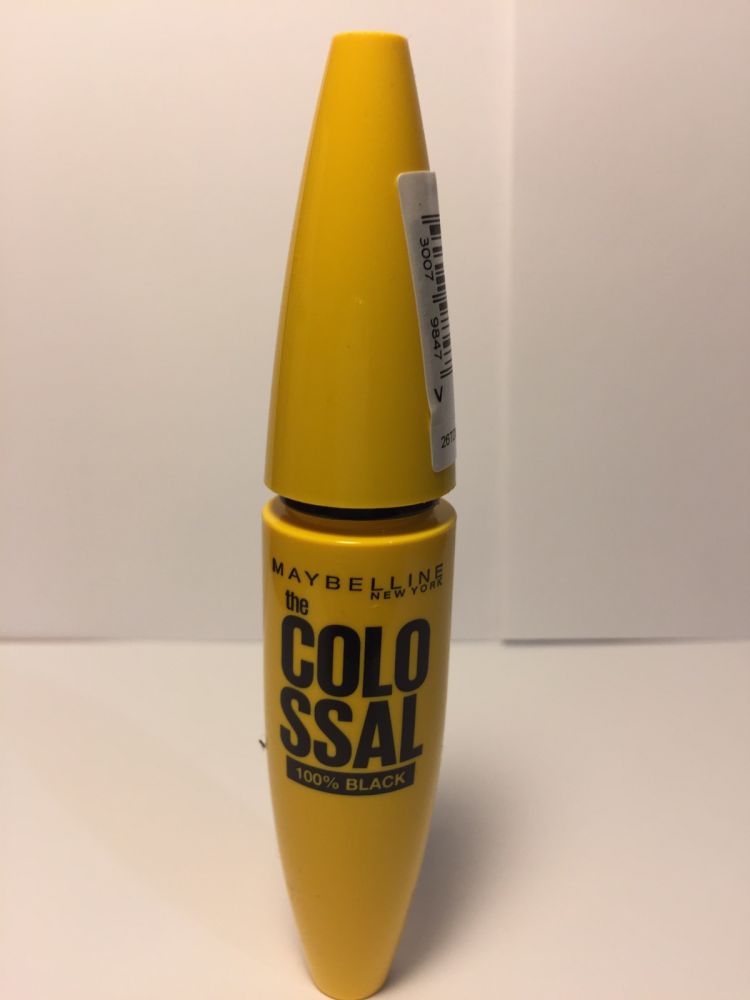 3007 9847 >
MAYBELLINE
NEW YORK
the
COLO
SSAL
100% BLACK